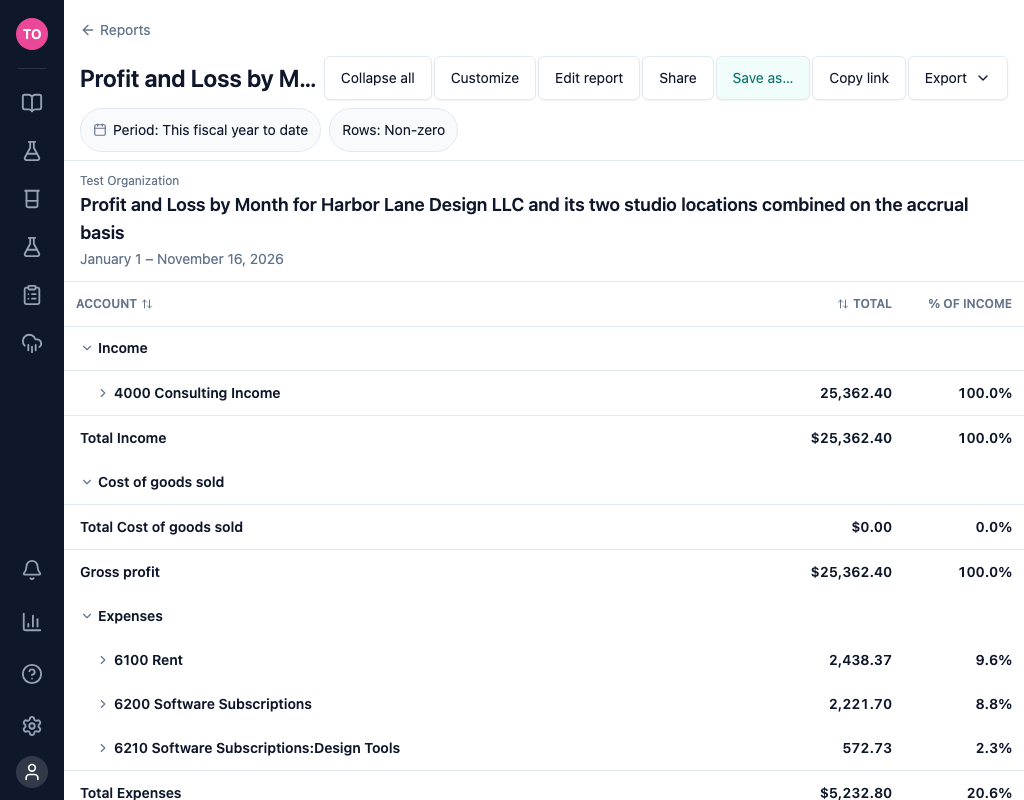 TO
Reports
Profit and Loss by M...
Collapse all
Customize
Edit report
Share
Save as...
Copy link
Export
Period: This fiscal year to date
Rows: Non-zero
Test Organization
Profit and Loss by Month for Harbor Lane Design LLC and its two studio locations combined on the accrual
basis
January 1 – November 16, 2026
ACCOUNT TOTAL % OF INCOME
Income
4000 Consulting Income 25,362.40 100.0%
Total Income $25,362.40 100.0%
Cost of goods sold
Total Cost of goods sold $0.00 0.0%
Gross profit $25,362.40 100.0%
Expenses
6100 Rent 2,438.37 9.6%
6200 Software Subscriptions 2,221.70 8.8%
6210 Software Subscriptions:Design Tools 572.73 2.3%
Total Expenses $5,232.80 20.6%